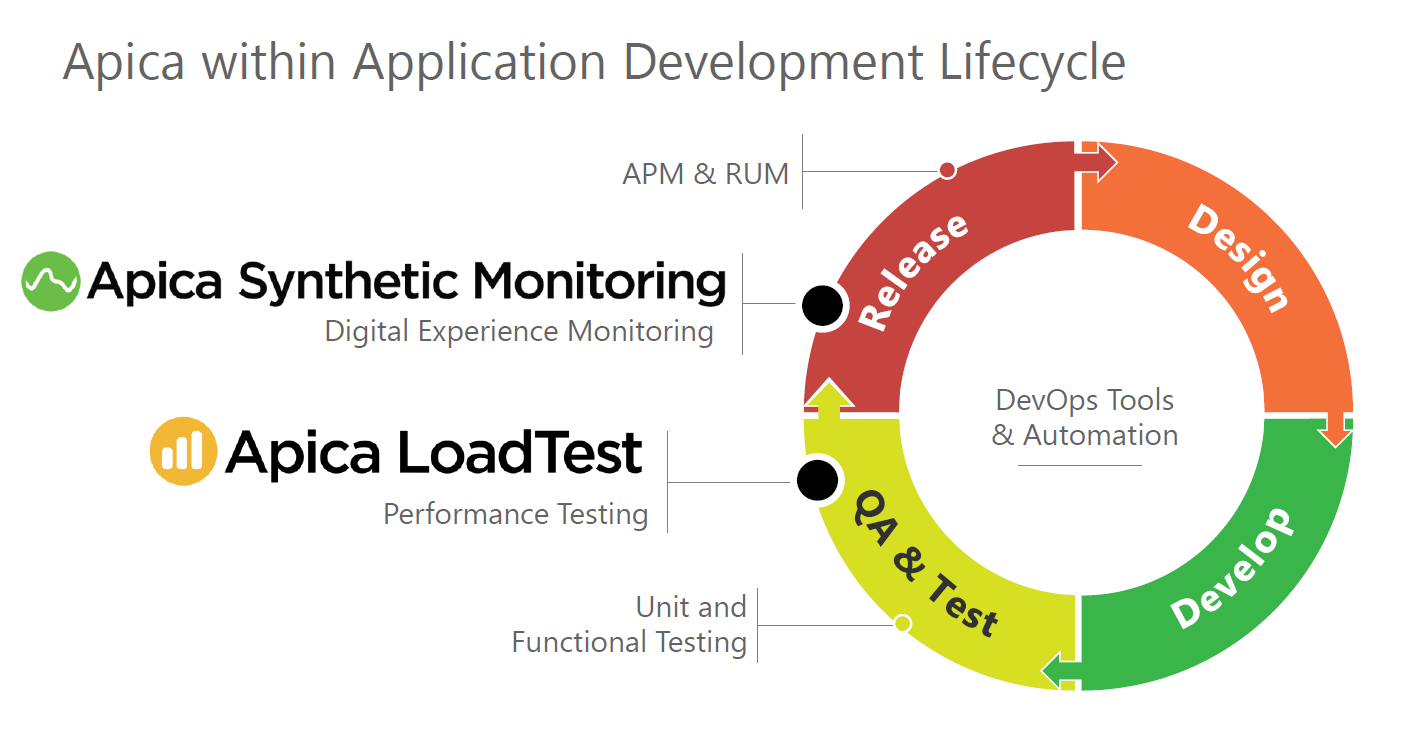 Apica within Application Development Lifecycle
APM & RUM
Apica Synthetic Monitoring
Digital Experience Monitoring
Apica LoadTest
Performance Testing
Unit and
Functional Testing
Release
Design
DevOps Tools
& Automation
QA & Test
Develop